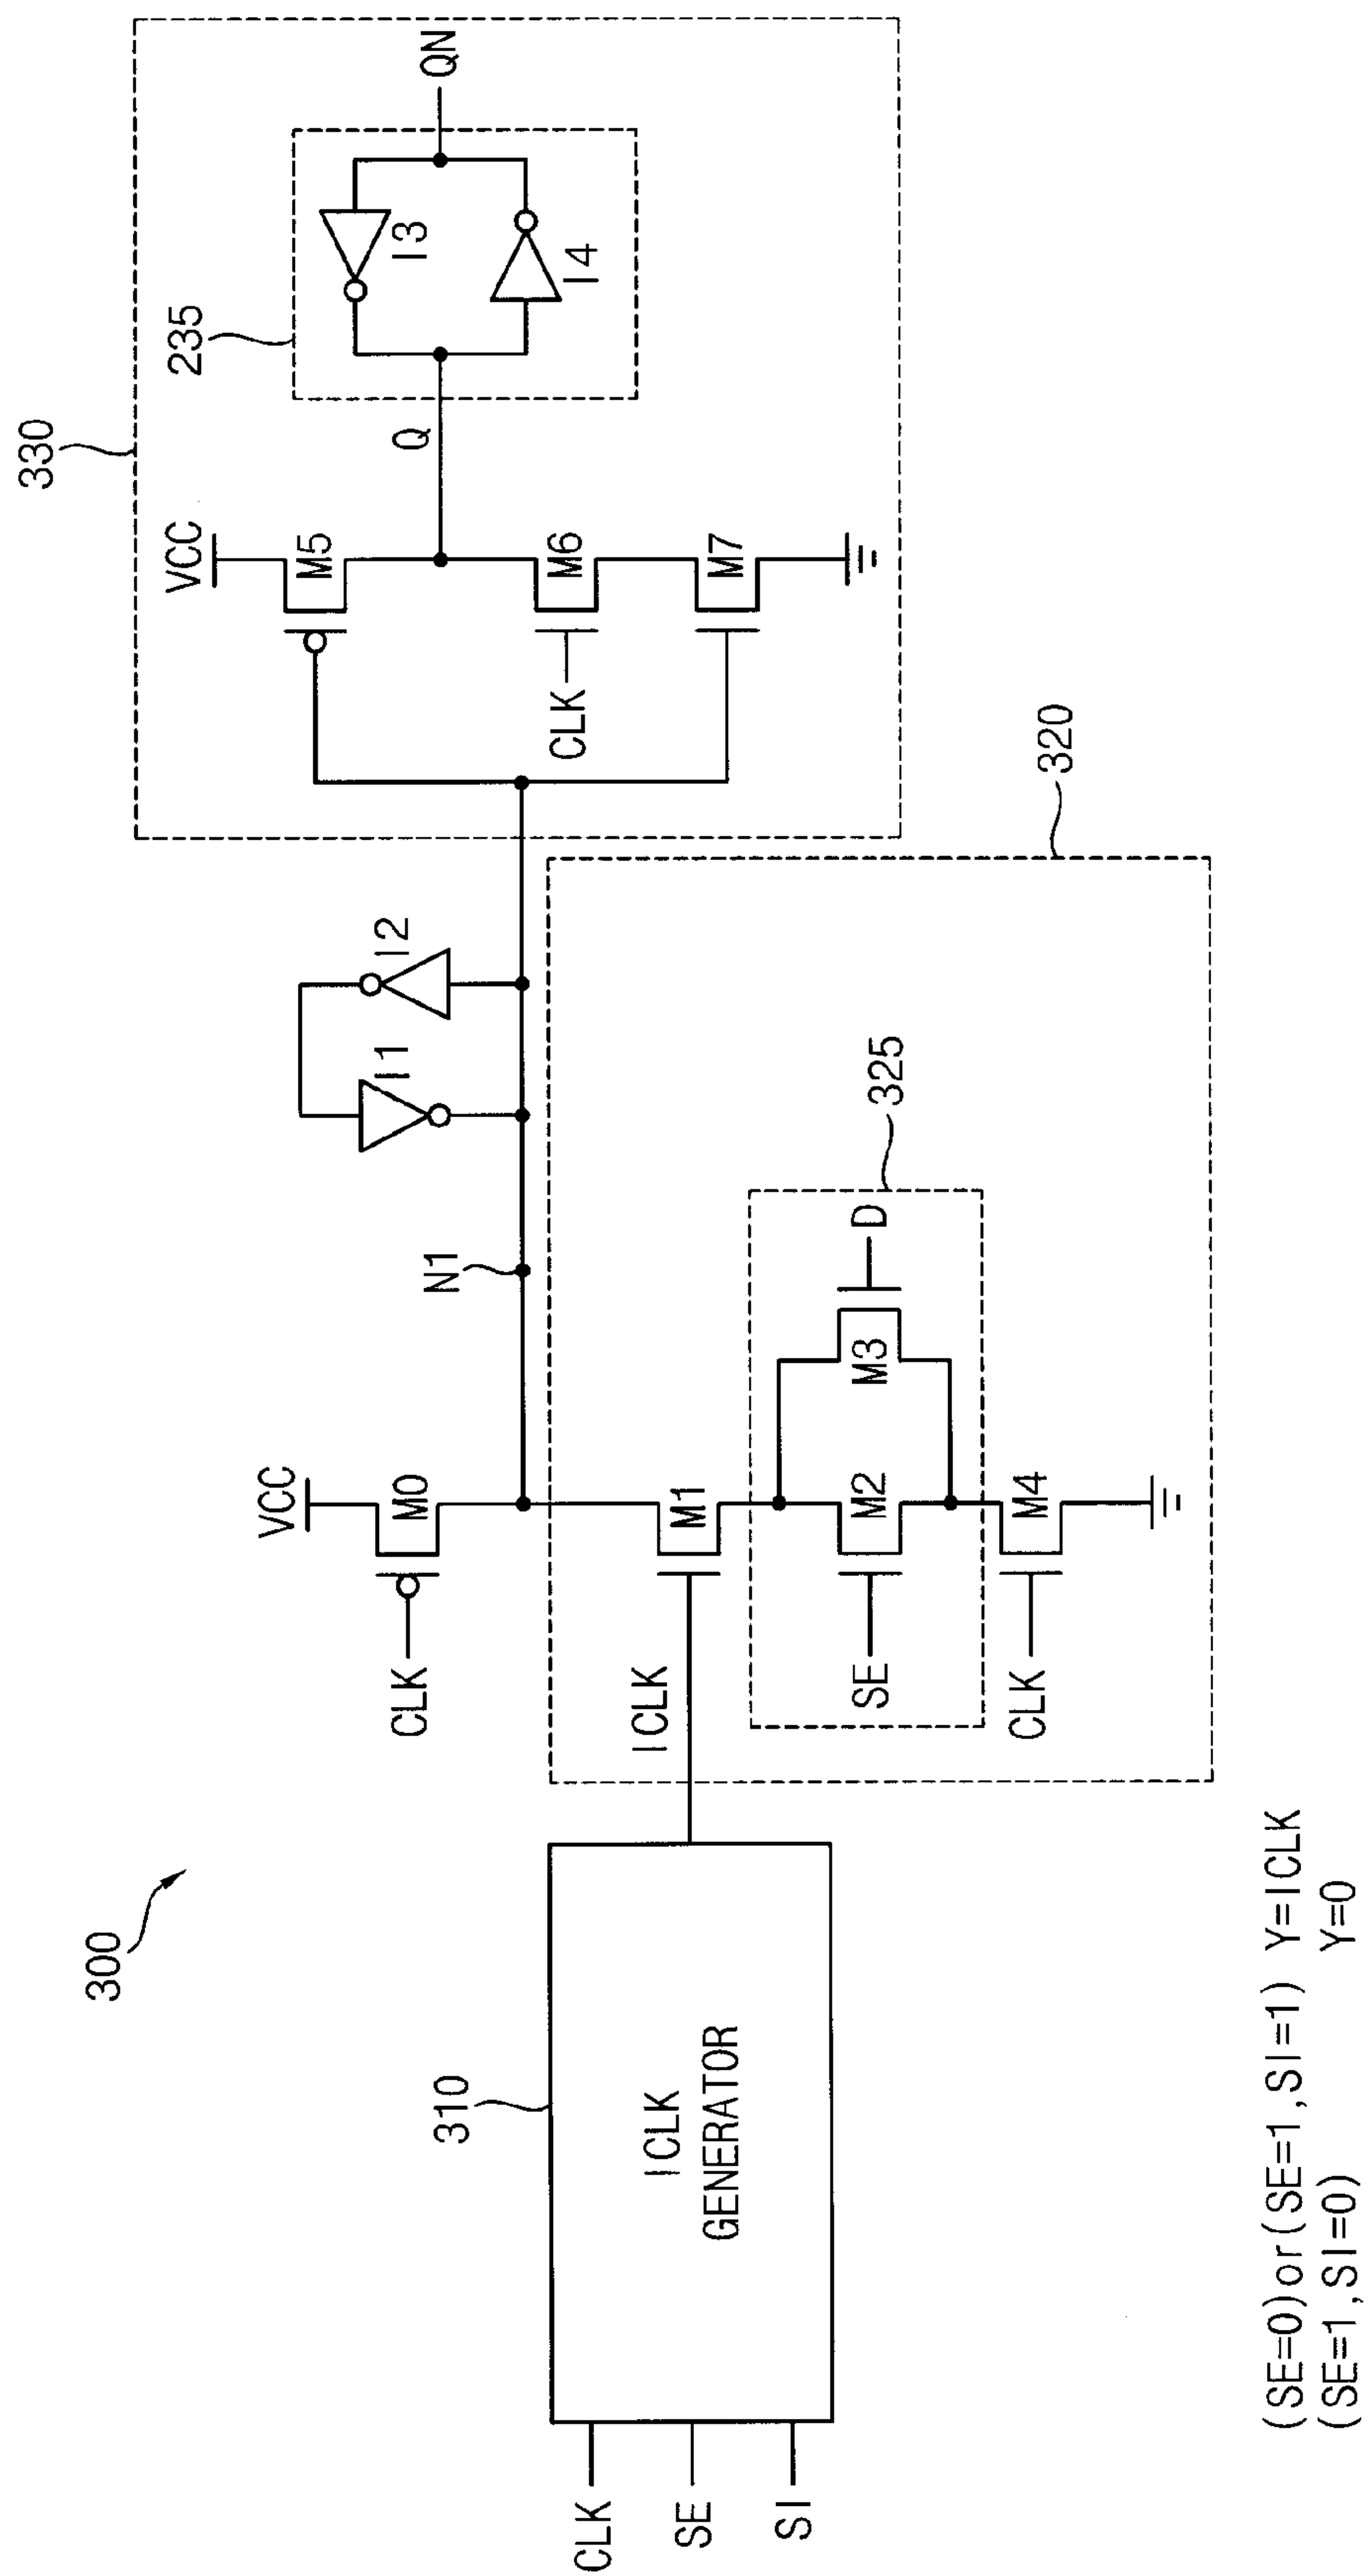 300
330
235
VCC
VCC
310
M5
I3
QN
Q
I4
CLK
M0
N1
I1
I2
CLK
M6
M7
ICLK
GENERATOR
CLK
SE
SI
ICLK
M1
325
320
SE
M2
M3
D
CLK
M4
(SE=0)or(SE=1,SI=1) Y=ICLK
(SE=1,SI=0) Y=0